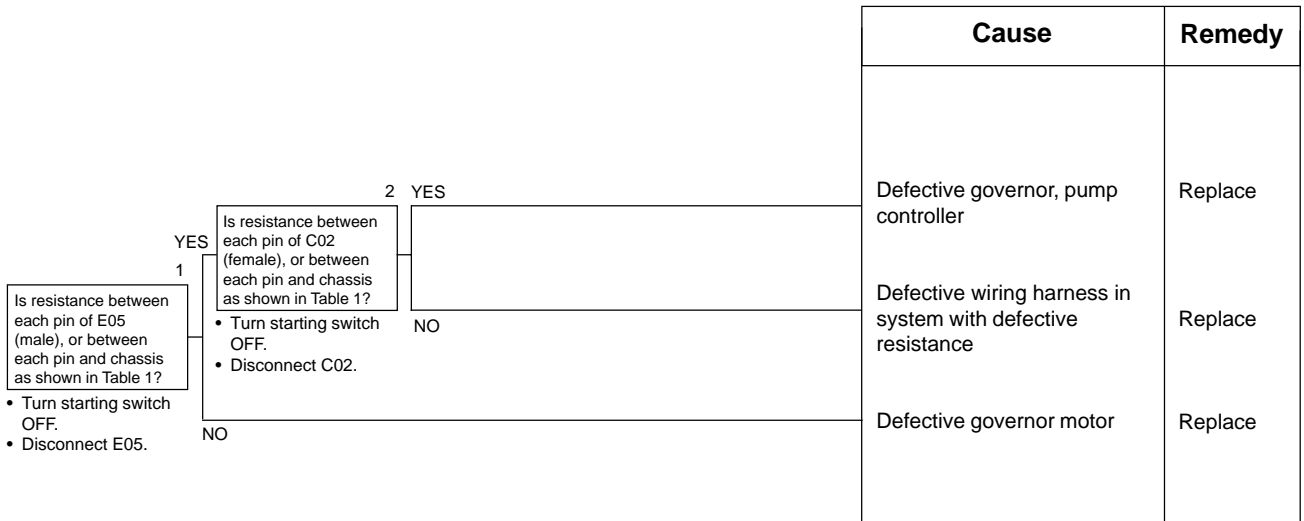 Cause
Remedy
2 YES
Is resistance between
each pin of C02
(female), or between
each pin and chassis
as shown in Table 1?
• Turn starting switch
OFF.
• Disconnect C02.
Defective governor, pump
controller
Replace
YES
1
Is resistance between
each pin of E05
(male), or between
each pin and chassis
as shown in Table 1?
• Turn starting switch
OFF.
• Disconnect E05.
NO
Defective wiring harness in
system with defective
resistance
Replace
NO
Defective governor motor
Replace